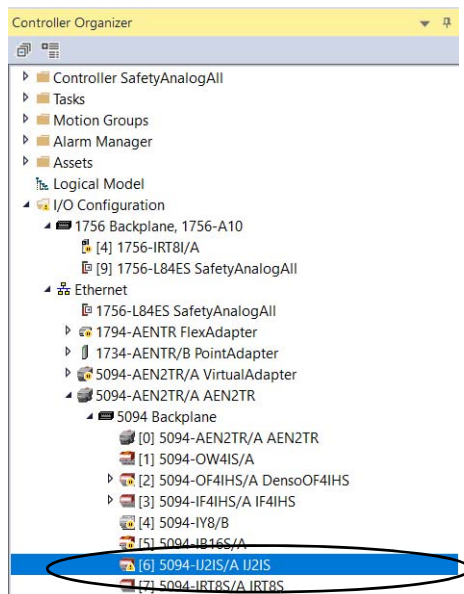 Controller Organizer
Controller SafetyAnalogAll
Tasks
Motion Groups
Alarm Manager
Assets
Logical Model
I/O Configuration
1756 Backplane, 1756-A10
[4] 1756-IRT8I/A
[9] 1756-L84ES SafetyAnalogAll
Ethernet
1756-L84ES SafetyAnalogAll
1794-AENTR FlexAdapter
1734-AENTR/B PointAdapter
5094-AEN2TR/A VirtualAdapter
5094-AEN2TR/A AEN2TR
5094 Backplane
[0] 5094-AEN2TR/A AEN2TR
[1] 5094-OW4IS/A
[2] 5094-OF4IHS/A DensoOF4IHS
[3] 5094-IF4IHS/A IF4IHS
[4] 5094-IY8/B
[5] 5094-IB16S/A
[6] 5094-IJ2IS/A IJ2IS
[7] 5094-IRT8S/A IRT8S